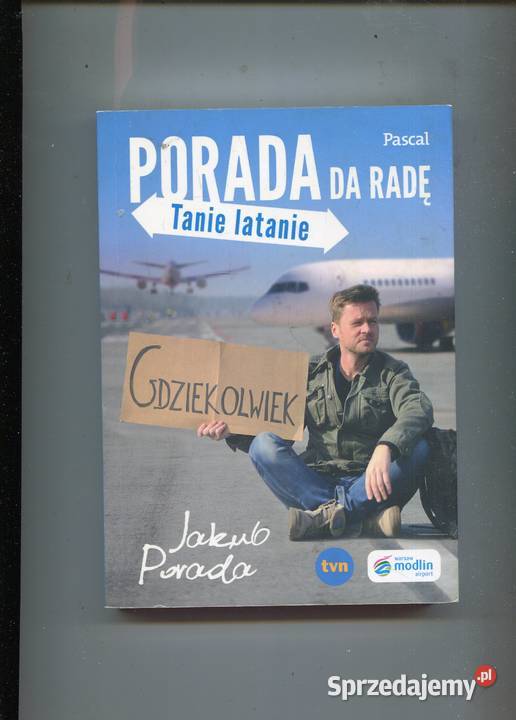 Pascal
PORADA DA RADĘ
Tanie latanie
GDZIEKOLWIEK
Jakub
Porada
tvn
warsaw
modlin
airport
Sprzedajemy.pl